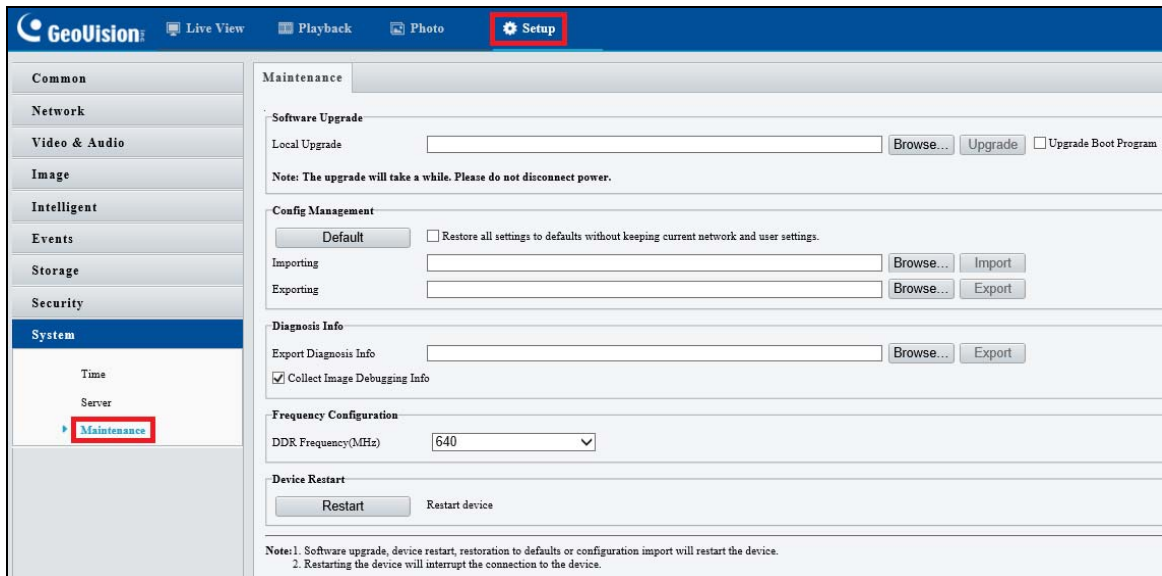 GeoVision Live View Playback Photo Setup
Common
Network
Video & Audio
Image
Intelligent
Events
Storage
Security
System
Time
Server
Maintenance
Maintenance
Software Upgrade
Local Upgrade Browse... Upgrade Upgrade Boot Program
Note: The upgrade will take a while. Please do not disconnect power.
Config Management
Default Restore all settings to defaults without keeping current network and user settings.
Importing Browse... Import
Exporting Browse... Export
Diagnosis Info
Export Diagnosis Info Browse... Export
Collect Image Debugging Info
Frequency Configuration
DDR Frequency(MHz) 640
Device Restart
Restart Restart device
Note:1. Software upgrade, device restart, restoration to defaults or configuration import will restart the device.
2. Restarting the device will interrupt the connection to the device.